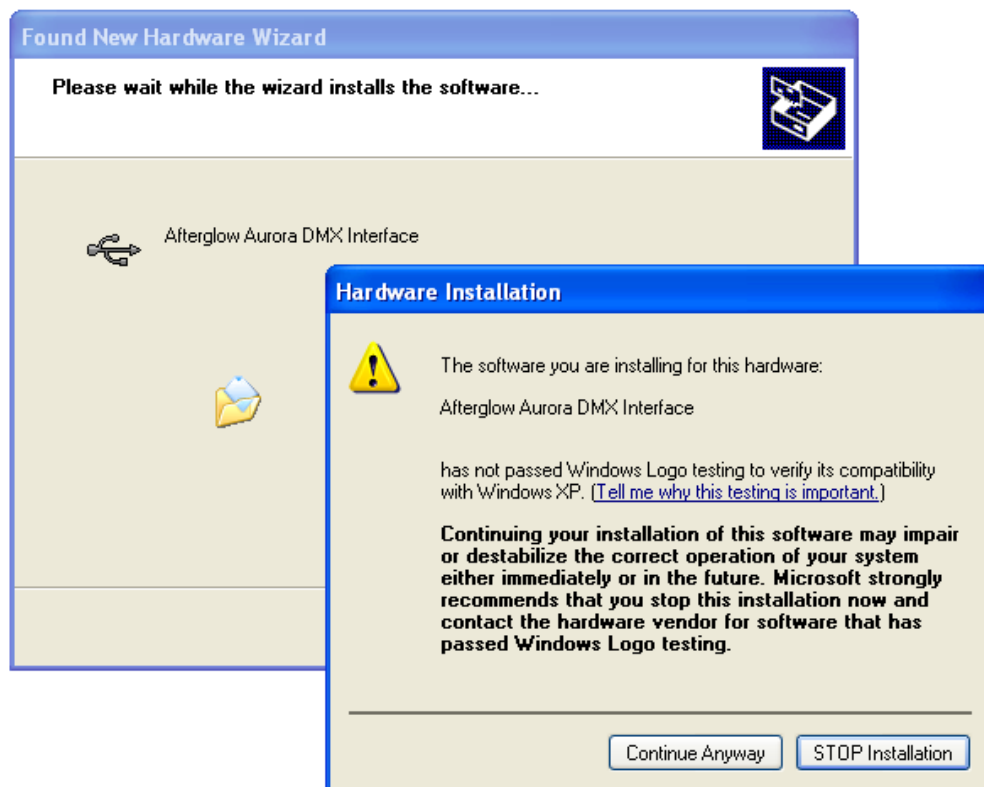 Found New Hardware Wizard
Please wait while the wizard installs the software...
Afterglow Aurora DMX Interface
Hardware Installation
The software you are installing for this hardware:
Afterglow Aurora DMX Interface
has not passed Windows Logo testing to verify its compatibility
with Windows XP. (Tell me why this testing is important.)
Continuing your installation of this software may impair
or destabilize the correct operation of your system
either immediately or in the future. Microsoft strongly
recommends that you stop this installation now and
contact the hardware vendor for software that has
passed Windows Logo testing.
Continue Anyway
STOP Installation